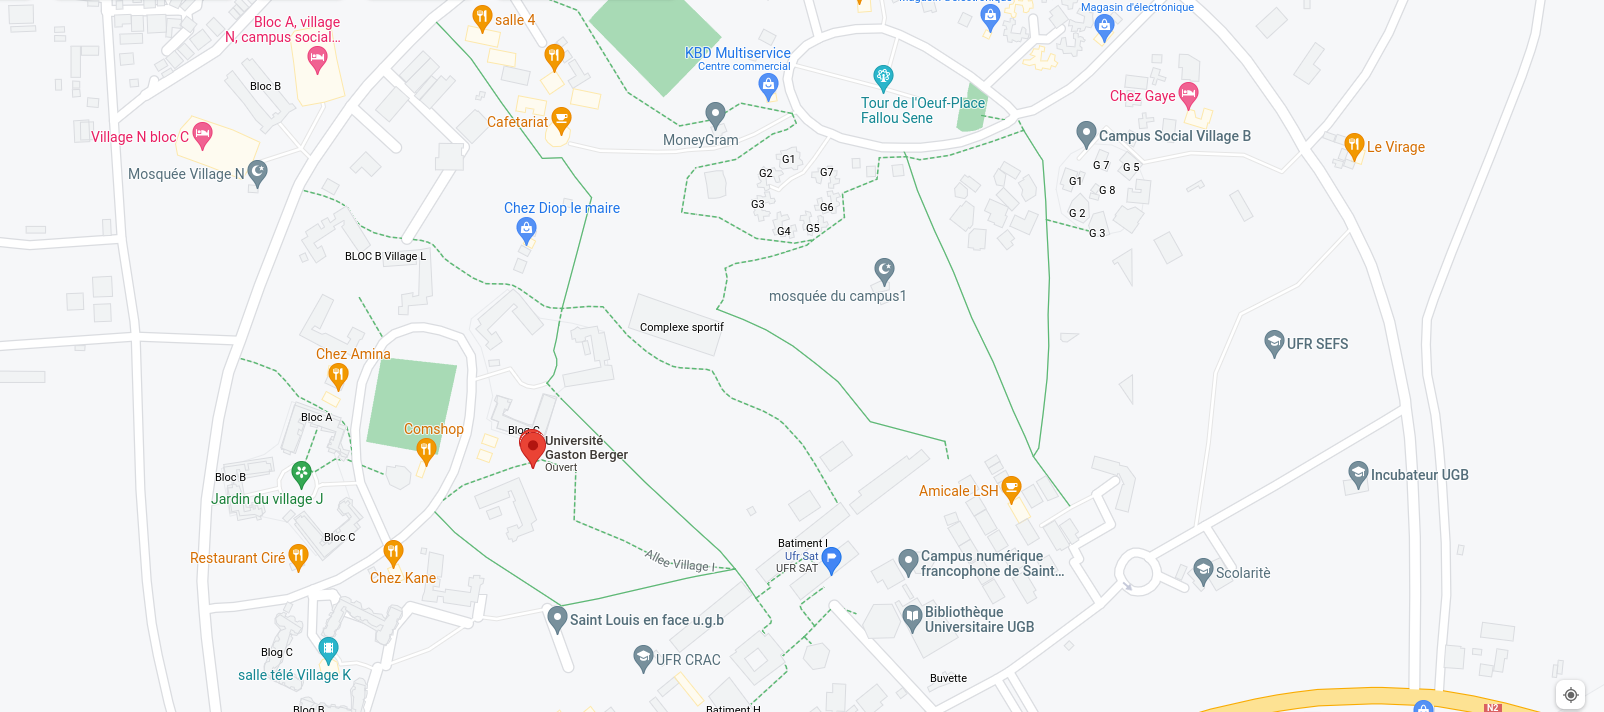 Magasin d'électronique
Bloc A, village
N, campus social...
salle 4
KBD Multiservice
Centre commercial
Bloc B
Tour de l'Oeuf-Place
Fallou Sene
Chez Gaye
Cafétariat
Village N bloc C
MoneyGram
Campus Social Village B
Le Virage
Mosquée Village N
G1
G2
G7
G3
G6
G4
G5
G 7
G 5
G1
G 8
G 2
G 3
Chez Diop le maire
BLOC B Village L
mosquée du campus1
Complexe sportif
UFR SEFS
Chez Amina
Bloc A
Comshop
Université
Gaston Berger
Ouvert
Bloc B
Jardin du village J
Incubateur UGB
Amicale LSH
Bloc C
Restaurant Ciré
Chez Kane
Allee-Village I
Batiment I
Ufr Sat
UFR SAT
Campus numérique
francophone de Saint...
Scolaritè
Saint Louis en face u.g.b
Bibliothèque
Universitaire UGB
Blog C
salle télé Village K
UFR CRAC
Buvette
Blog B
Batiment H
N2